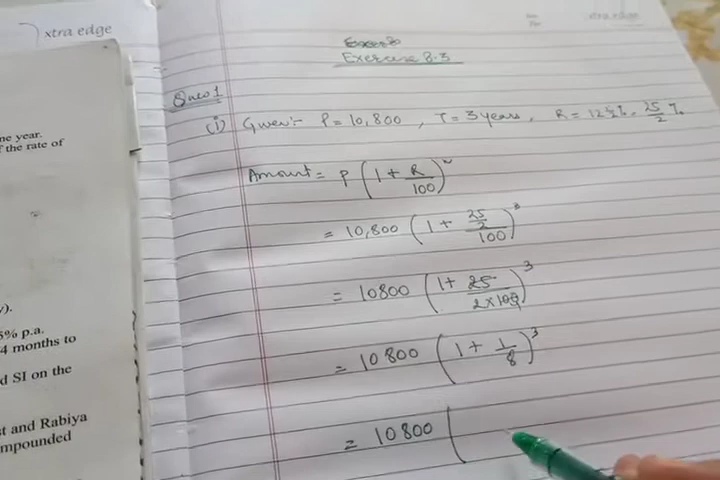 xtra edge
xtra edge
ne year.
f the rate of
Exercise 8.3
Ques 1
(i) Given:- P = 10,800 , T = 3 years, R = 12½%, 25/2 %
Amount = P (1 + R/100)^n
= 10,800 (1 + 25/2/100)^3
= 10800 (1 + 25/2×100)^3
= 10800 (1 + 1/8)^3
= 10800 (
y).
5% p.a.
4 months to
d SI on the
t and Rabiya
mpounded